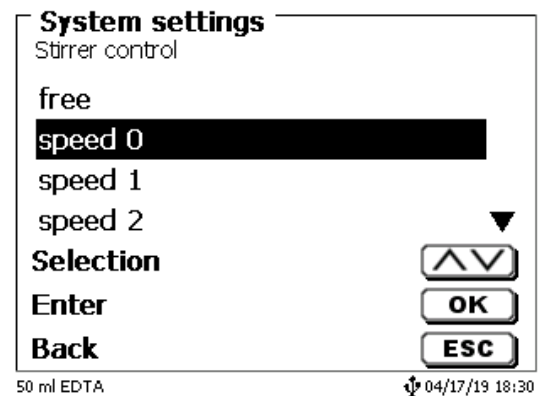 System settings
Stirrer control
free
speed 0
speed 1
speed 2
Selection
Enter OK
Back ESC
50 ml EDTA 04/17/19 18:30